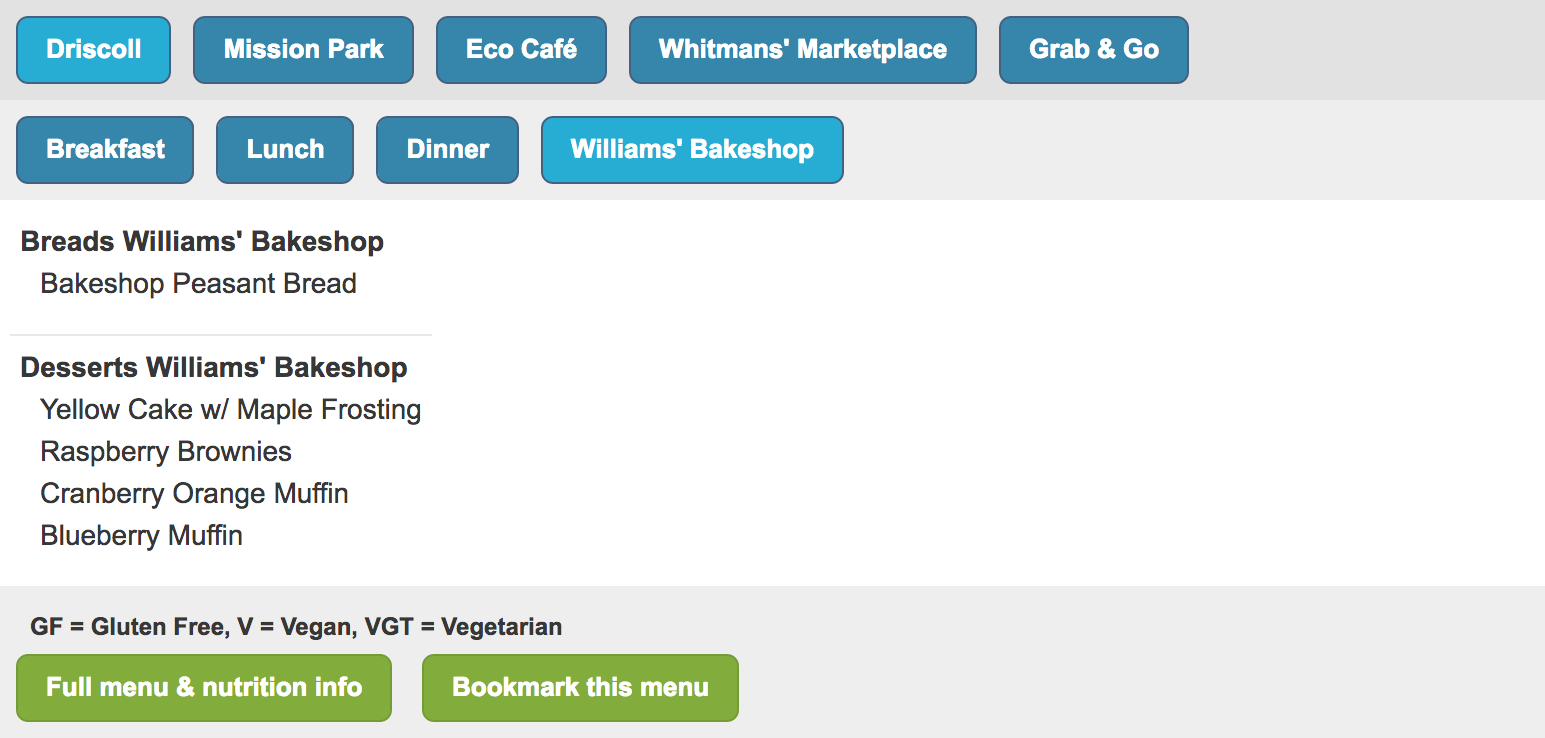 Driscoll Mission Park Eco Café Whitmans' Marketplace Grab & Go
Breakfast Lunch Dinner Williams' Bakeshop
Breads Williams' Bakeshop
Bakeshop Peasant Bread
Desserts Williams' Bakeshop
Yellow Cake w/ Maple Frosting
Raspberry Brownies
Cranberry Orange Muffin
Blueberry Muffin
GF = Gluten Free, V = Vegan, VGT = Vegetarian
Full menu & nutrition info Bookmark this menu